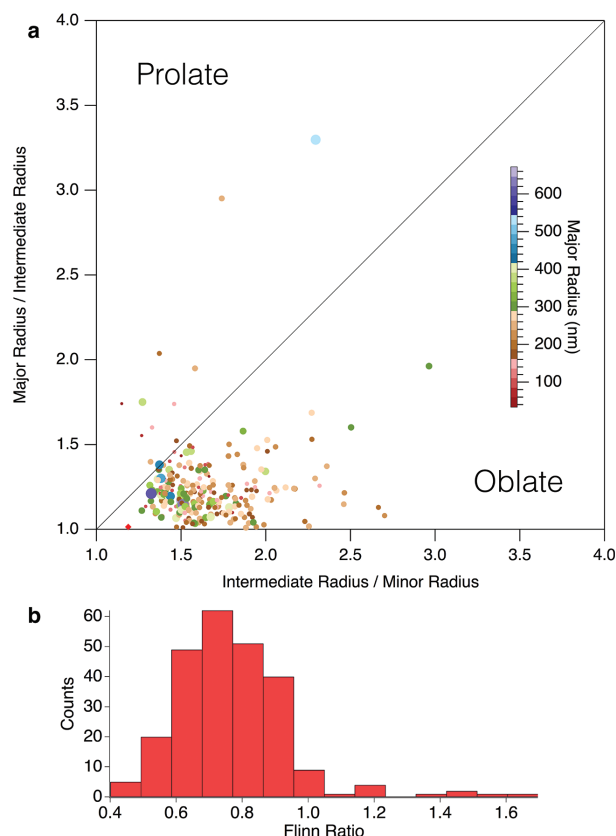 a
4.0
Prolate
3.5
3.0
2.5
2.0
1.5
1.0
Major Radius / Intermediate Radius
600
500
400
300
200
100
Major Radius (nm)
Oblate
1.0 1.5 2.0 2.5 3.0 3.5 4.0
Intermediate Radius / Minor Radius
b
60
50
40
30
20
10
0
Counts
0.4 0.6 0.8 1.0 1.2 1.4 1.6
Flinn Ratio